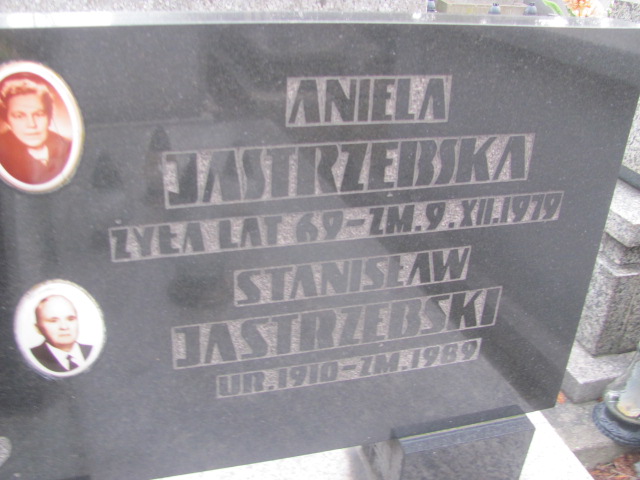 ANIELA
JASTRZEBSKA
ŻYŁA LAT 69-ZM.9.XII.1979
STANISŁAW
JASTRZEBSKI
UR.1910-ZM.1989